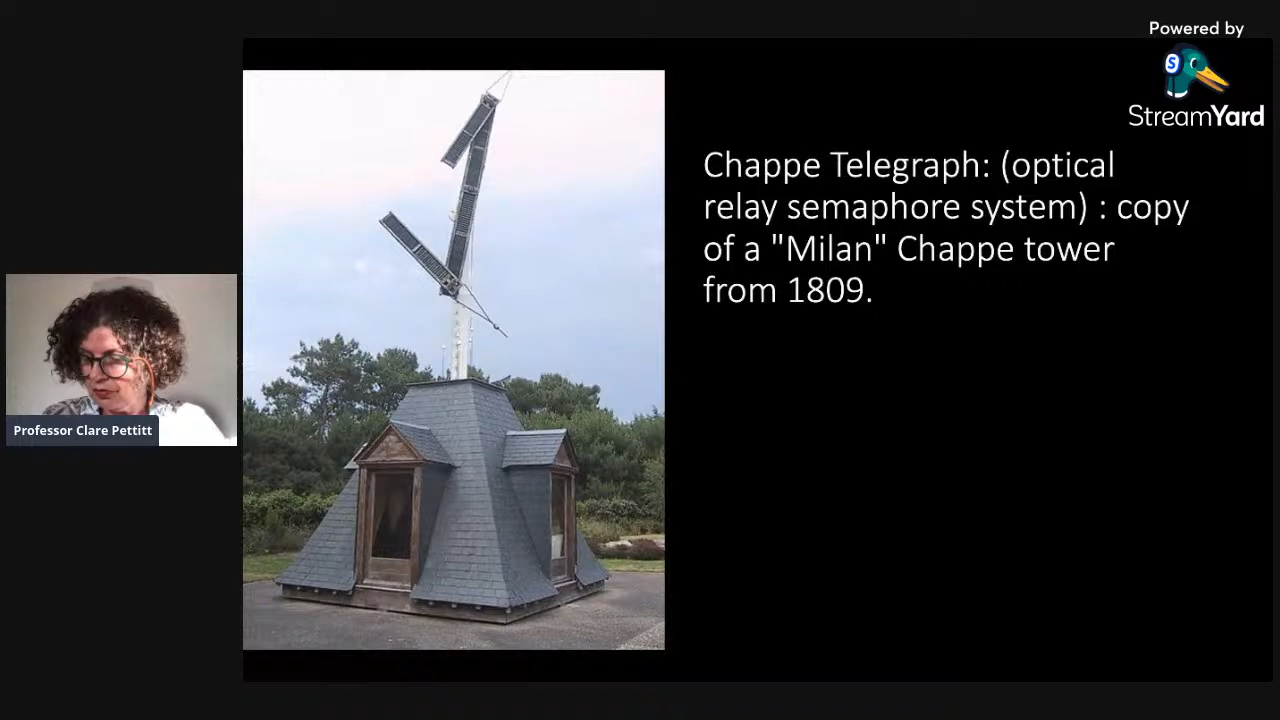 Powered by
StreamYard
Chappe Telegraph: (optical
relay semaphore system) : copy
of a "Milan" Chappe tower
from 1809.
Professor Clare Pettitt